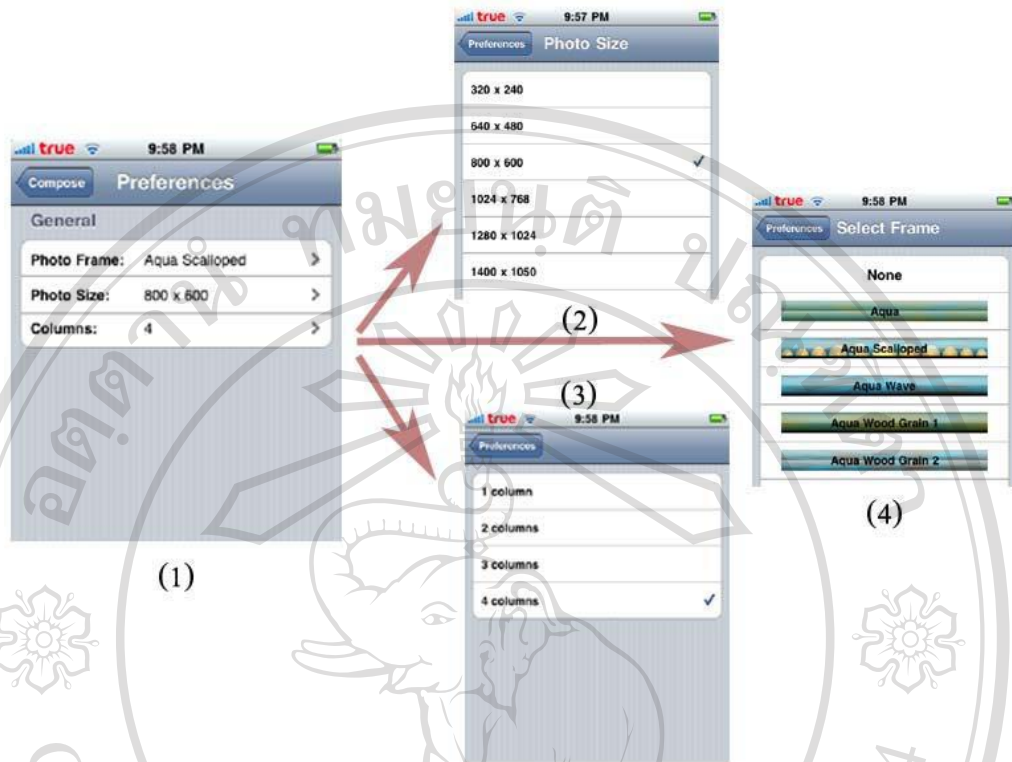 true 9:58 PM
Compose Preferences
General
Photo Frame: Aqua Scalloped
Photo Size: 800 x 600
Columns: 4
(1)
true 9:57 PM
Preferences Photo Size
320 x 240
640 x 480
800 x 600
1024 x 768
1280 x 1024
1400 x 1050
(2)
(3)
true 9:58 PM
Preferences
1 column
2 columns
3 columns
4 columns
true 9:58 PM
Preferences Select Frame
None
Aqua
Aqua Scalloped
Aqua Wave
Aqua Wood Grain 1
Aqua Wood Grain 2
(4)